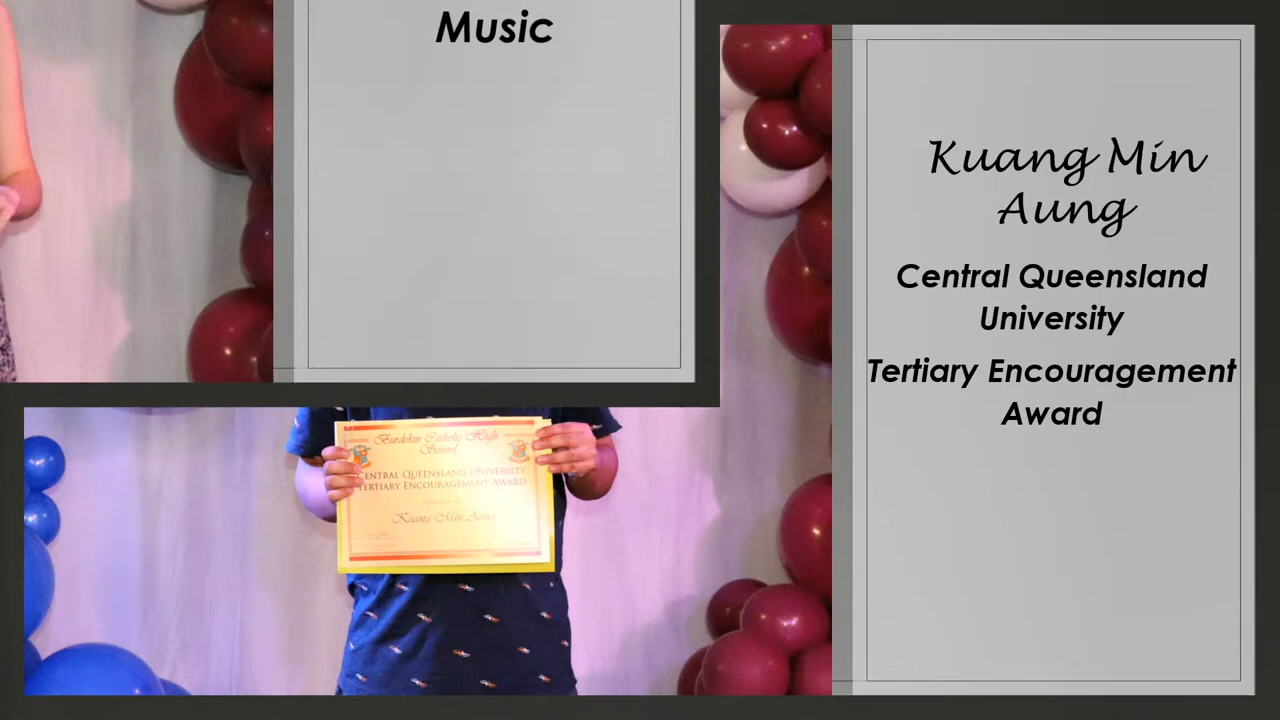 Music
Kuang Min
Aung
Central Queensland
University
Tertiary Encouragement
Award
Burdekin Catholic High
School
Central Queensland University
Tertiary Encouragement Award
Kuang Min Aung